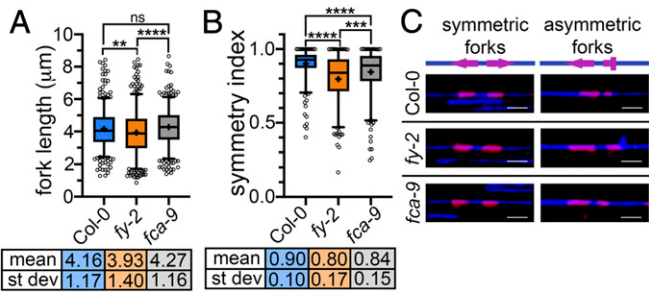 A
ns
**
****
fork length (µm)
10
8
6
4
2
0
Col-0
fy-2
fca-9
mean 4.16 3.93 4.27
st dev 1.17 1.40 1.16
B
****
****
***
symmetry index
1.0
0.5
0.0
Col-0
fy-2
fca-9
mean 0.90 0.80 0.84
st dev 0.10 0.17 0.15
C
symmetric asymmetric
forks forks
Col-0
fy-2
fca-9